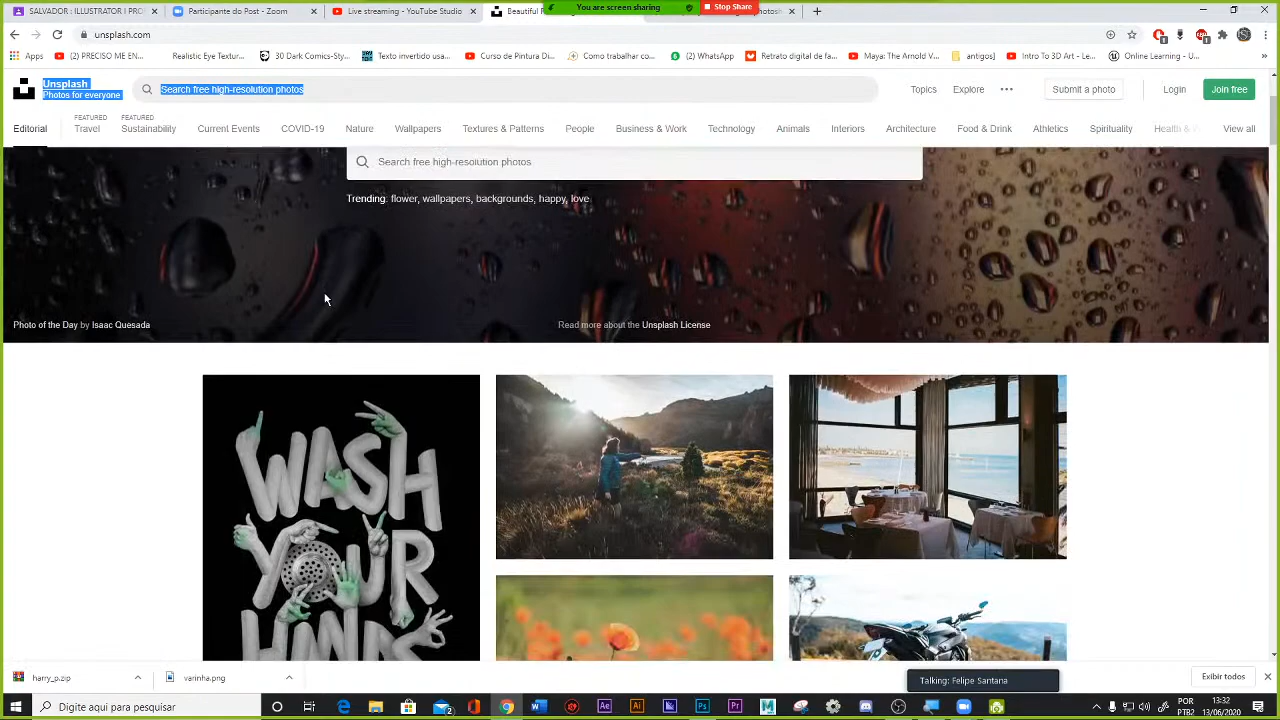 SALVADOR : ILLUSTRATOR I PRO
Participante do Post - Zoom
Live streaming - YouTube Studio
You are screen sharing
Stop Share
unsplash.com
Apps
(2) PRECISO ME EN...
Realistic Eye Textur...
30 Dark Comics-Sty...
Texto invertido usa...
Curso de Pintura di...
Como trabalhar co...
(2) WhatsApp
Retrato digital de fa...
Maya: The Arnold V...
antigos]
Intro To 3D Art - Le...
Online Learning - U...
Unsplash
Photos for everyone
Search free high-resolution photos
Topics
Explore
Submit a photo
Login
Join free
Editorial
FEATURED
Travel
FEATURED
Sustainability
Current Events
COVID-19
Nature
Wallpapers
Textures & Patterns
People
Business & Work
Technology
Animals
Interiors
Architecture
Food & Drink
Athletics
Spirituality
View all
Search free high-resolution photos
Trending: flower, wallpapers, backgrounds, happy, love
Photo of the Day by Isaac Quesada
Read more about the Unsplash License
WASH
YOUR
HANDS
harry_p.zip
varinha.png
Talking: Felipe Santana
Exibir todos
Digite aqui para pesquisar
POR
PTB2
13:32
13/06/2020